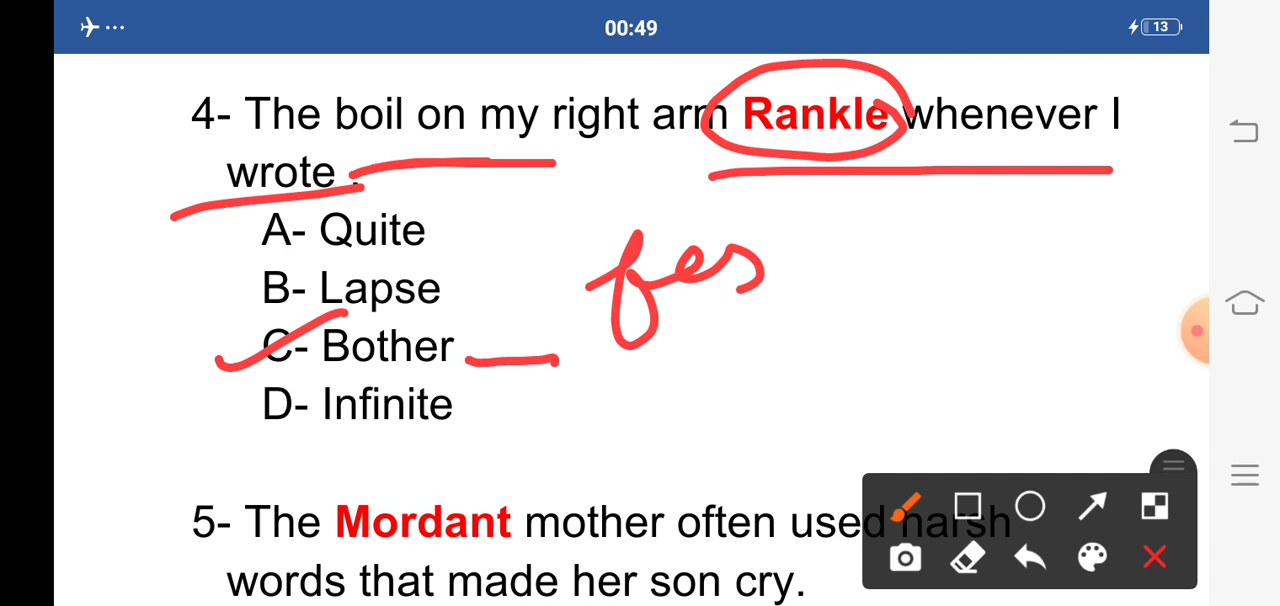 00:49
13
4- The boil on my right arm Rankle whenever I
wrote .
A- Quite
B- Lapse
fes
C- Bother
D- Infinite
5- The Mordant mother often used harsh
words that made her son cry.